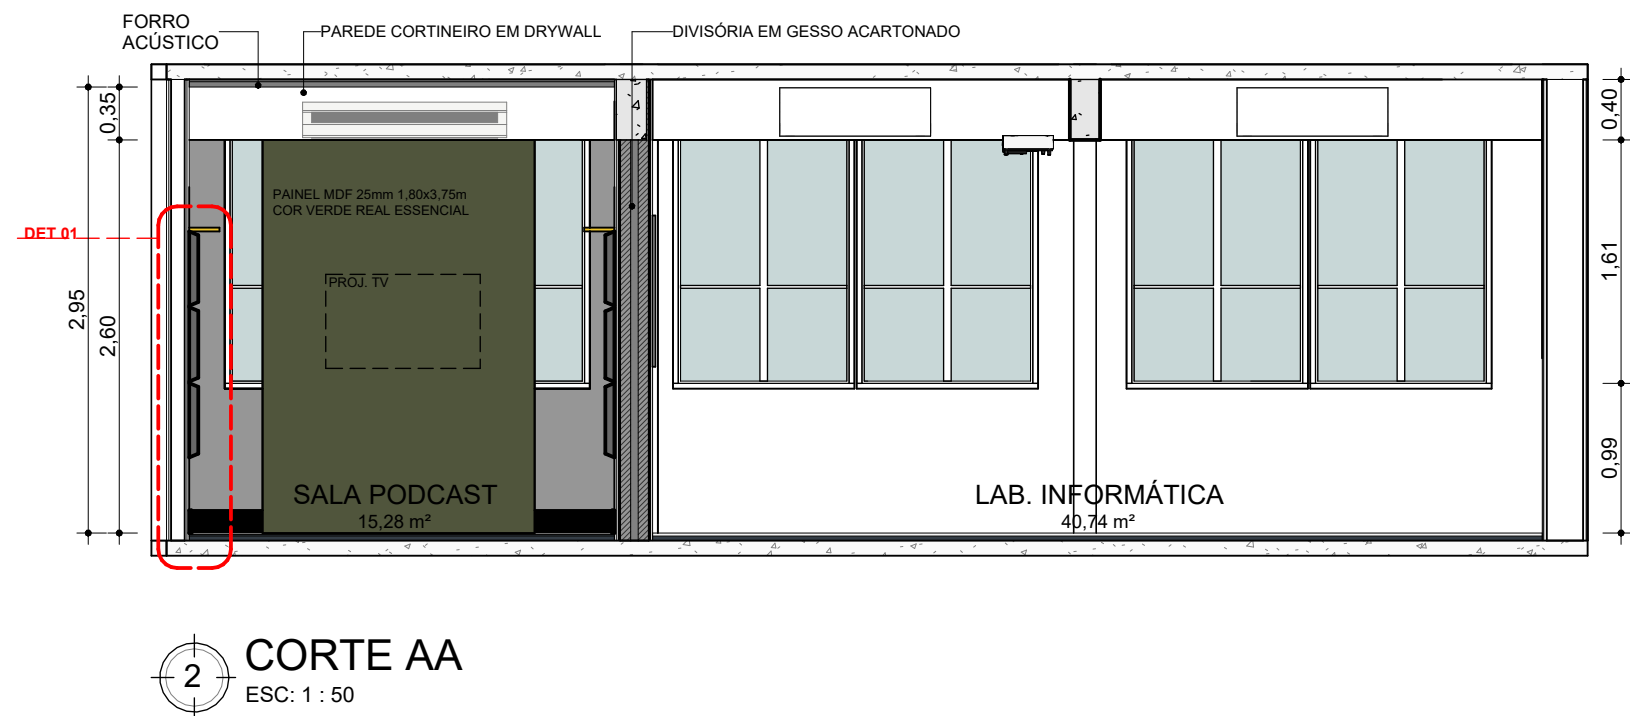 FORRO
ACÚSTICO
PAREDE CORTINEIRO EM DRYWALL
DIVISÓRIA EM GESSO ACARTONADO
0,35
0,40
PAINEL MDF 25mm 1,80x3,75m
COR VERDE REAL ESSENCIAL
DET 01
1,61
PROJ. TV
2,95
2,60
0,99
SALA PODCAST
15,28 m²
LAB. INFORMÁTICA
40,74 m²
2
CORTE AA
ESC: 1 : 50